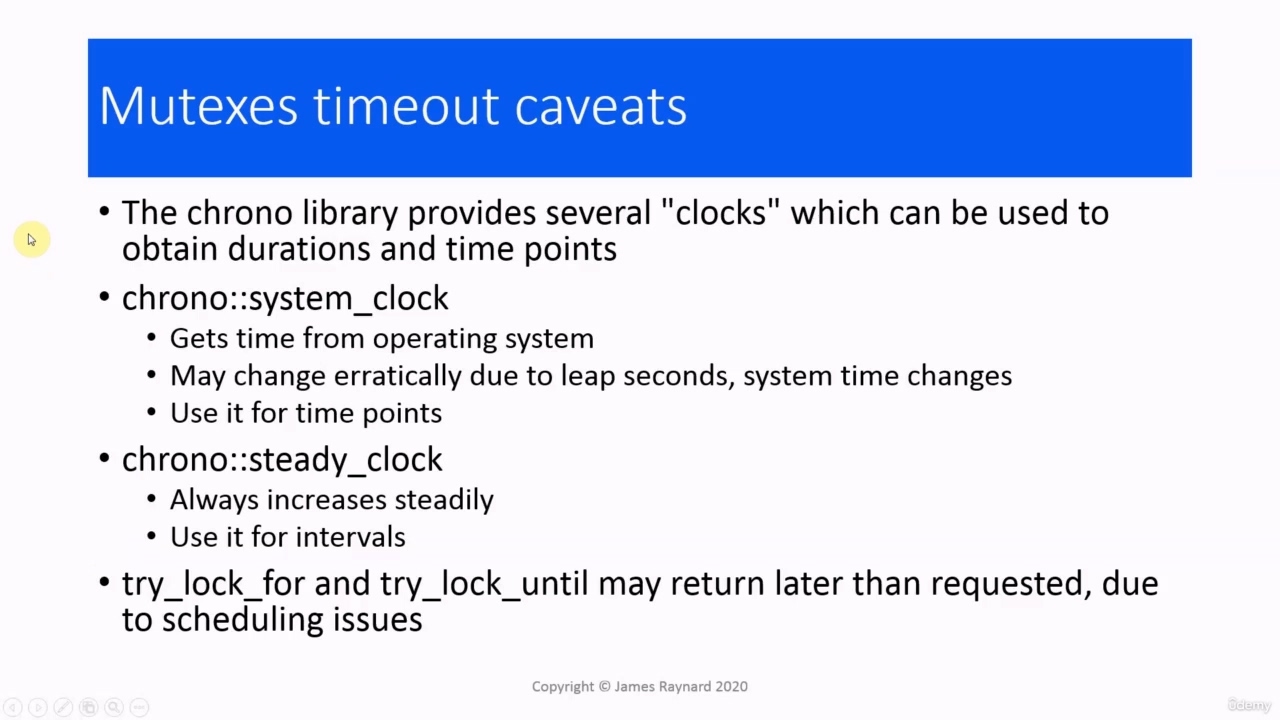 Mutexes timeout caveats
• The chrono library provides several "clocks" which can be used to
obtain durations and time points
• chrono::system_clock
• Gets time from operating system
• May change erratically due to leap seconds, system time changes
• Use it for time points
• chrono::steady_clock
• Always increases steadily
• Use it for intervals
• try_lock_for and try_lock_until may return later than requested, due
to scheduling issues
Copyright © James Raynard 2020
ûdemy